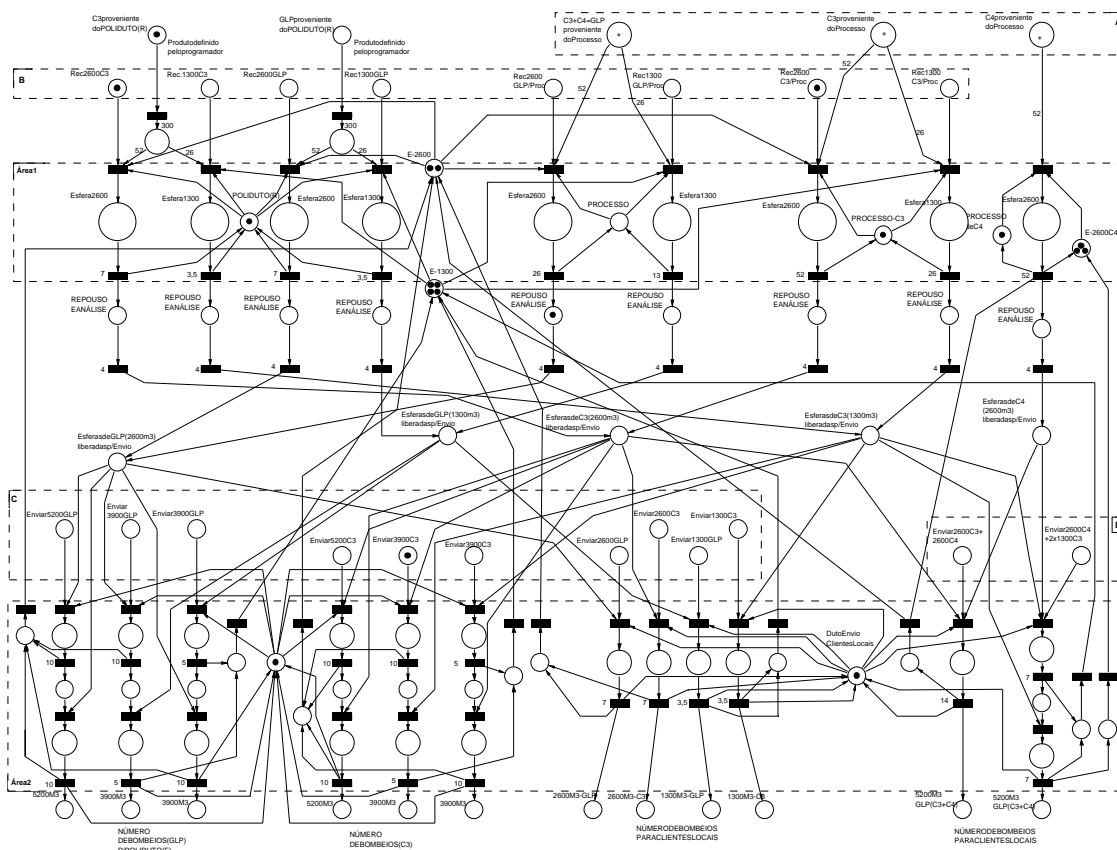 C3proveniente
doPOLIDUTO(R)
GLPproveniente
doPOLIDUTO(R)
Produtodefinido
peloprogramador
Produtodefinido
peloprogramador
C3+C4=GLP
proveniente
doProcesso
+
C3proveniente
doProcesso
+
C4proveniente
doProcesso
+
B
Rec2600C3
Rec.1300C3
Rec2600GLP
Rec1300GLP
Rec2600
GLP/Proc
Rec1300
GLP/Proc
Rec2600
C3/Proc
Rec1300
C3/Proc
52
26
52
26
52
300
300
52
26
52
26
E-2600
Área1
Esfera2600
Esfera1300
POLIDUTO(R)
Esfera2600
Esfera1300
Esfera2600
PROCESSO
Esfera1300
Esfera2600
PROCESSO-C3
Esfera1300
PROCESSO
deC4
Esfera2600
E-2600C4
7
3,5
7
3,5
E-1300
26
13
52
26
52
REPOUSO
EANÁLISE
REPOUSO
EANÁLISE
REPOUSO
EANÁLISE
REPOUSO
EANÁLISE
REPOUSO
EANÁLISE
REPOUSO
EANÁLISE
REPOUSO
EANÁLISE
REPOUSO
EANÁLISE
REPOUSO
EANÁLISE
4
4
4
4
4
4
4
4
4
EsferasdeGLP(2600m3)
liberadasp/Envio
EsferasdeGLP(1300m3)
liberadasp/Envio
EsferasdeC3(2600m3)
liberadasp/Envio
EsferasdeC3(1300m3)
liberadasp/Envio
EsferasdeC4
(2600m3)
liberadasp/Envio
C
Enviar5200GLP
Enviar
3900GLP
Enviar3900GLP
Enviar5200C3
Enviar3900C3
Enviar3900C3
Enviar2600GLP
Enviar2600C3
Enviar1300GLP
Enviar1300C3
Enviar2600C3+
2600C4
Enviar2600C4
+2x1300C3
DutoEnvio
ClientesLocais
10
10
5
10
10
5
7
7
7
3,5
3,5
14
Área2
10
5
10
10
5
10
7
5200M3
3900M3
3900M3
5200M3
3900M3
3900M3
2600M3-GLP
2600M3-C3
1300M3-GLP
1300M3-C3
5200M3
GLP(C3+C4)
5200M3
GLP(C3+C4)
NÚMERO
DEBOMBEIOS(GLP)
NÚMERO
DEBOMBEIOS(C3)
NÚMERODEBOMBEIOS
PARACLIENTESLOCAIS
NÚMERODEBOMBEIOS
PARACLIENTESLOCAIS